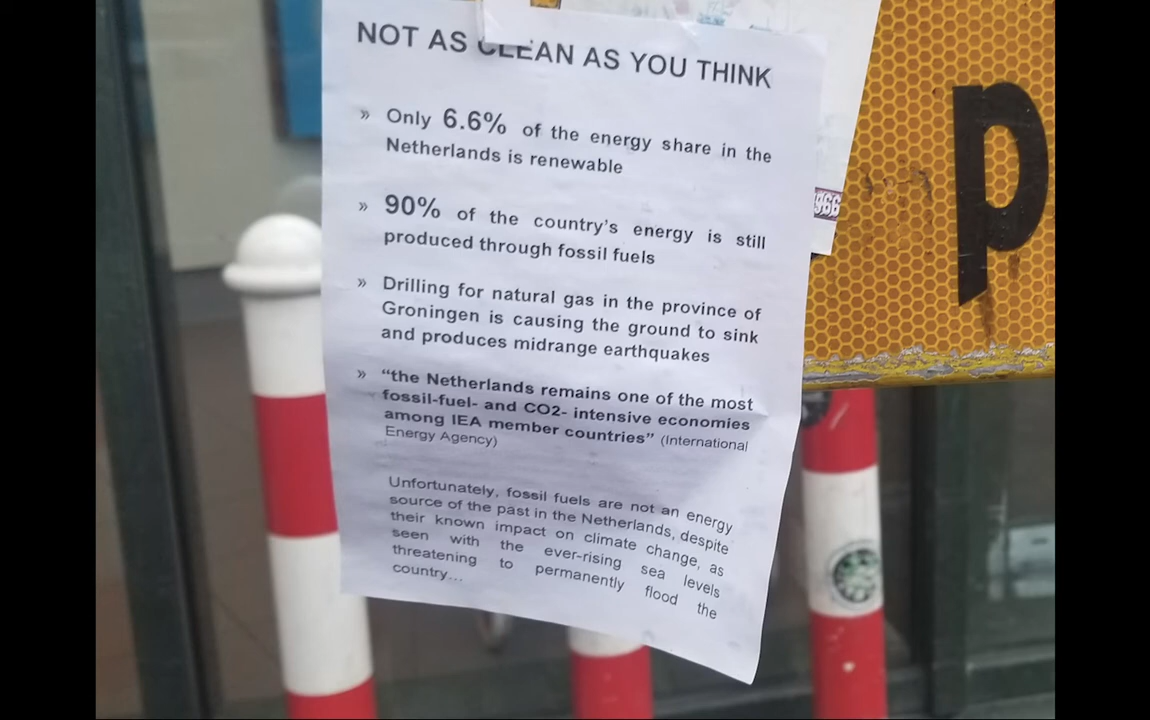 NOT AS CLEAN AS YOU THINK
» Only 6.6% of the energy share in the
Netherlands is renewable
» 90% of the country's energy is still
produced through fossil fuels
» Drilling for natural gas in the province of
Groningen is causing the ground to sink
and produces midrange earthquakes
» “the Netherlands remains one of the most
fossil-fuel- and CO2- intensive economies
among IEA member countries” (International
Energy Agency)
Unfortunately, fossil fuels are not an energy
source of the past in the Netherlands, despite
their known impact on climate change, as
seen with the ever-rising sea levels
threatening to permanently flood the
country...
966
p